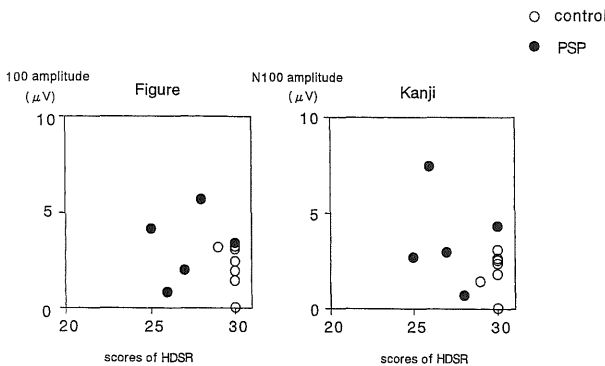 control
PSP
100 amplitude
(μV)
Figure
10
5
0
20
25
30
scores of HDSR
N100 amplitude
(μV)
Kanji
10
5
0
20
25
30
scores of HDSR